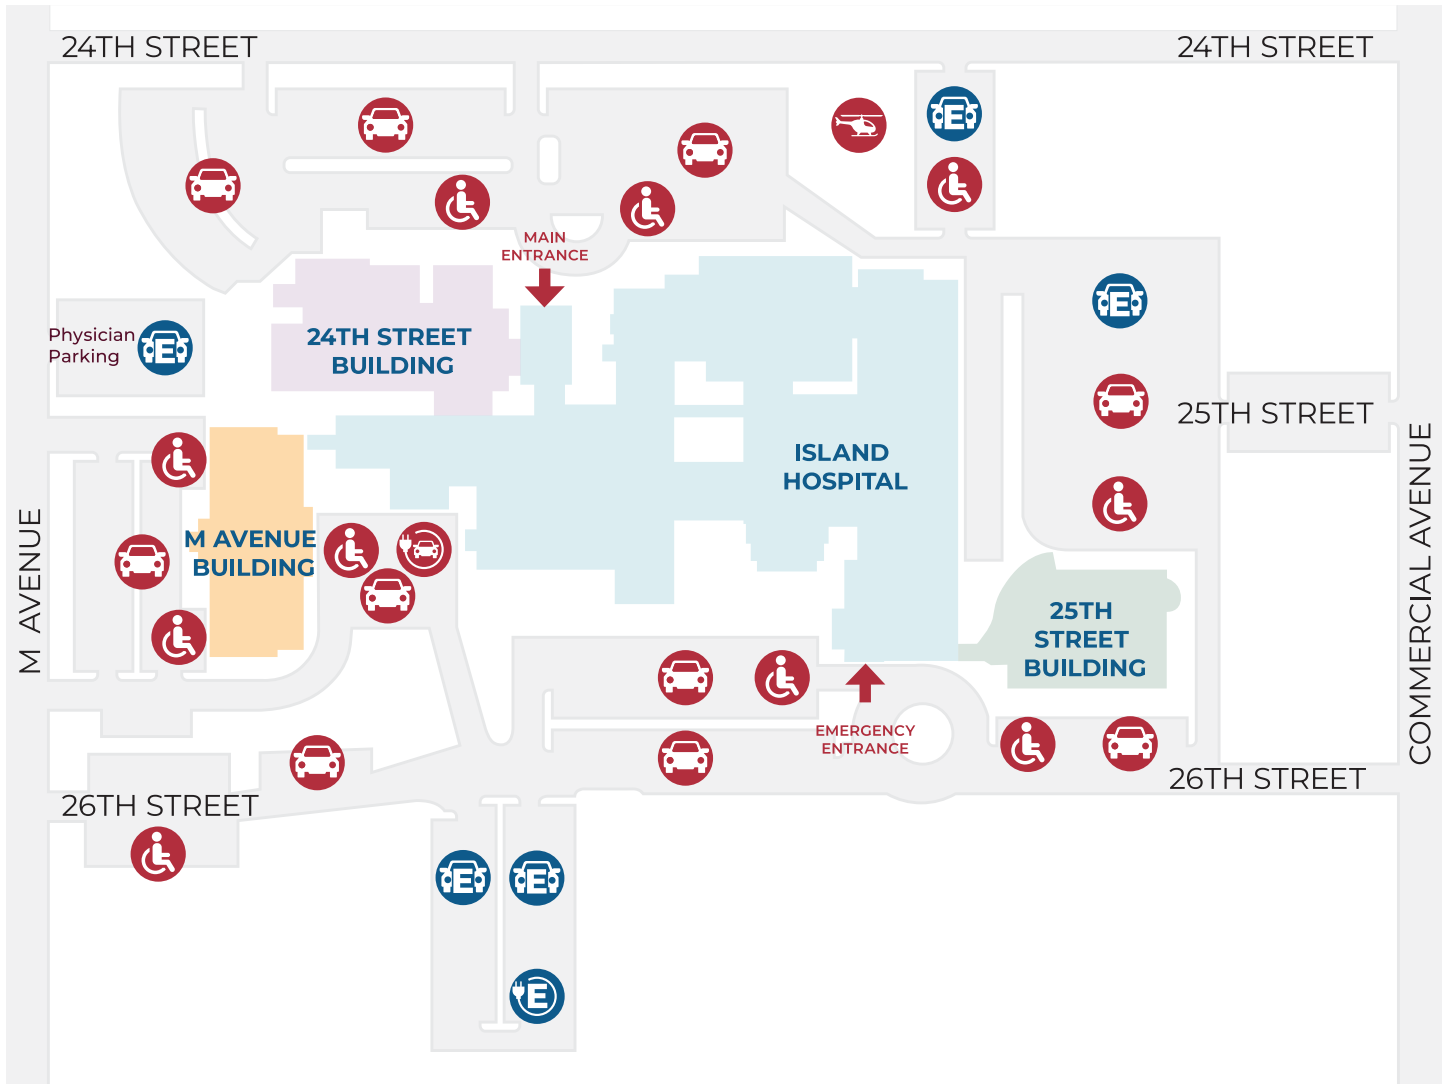 24TH STREET
24TH STREET
E
MAIN
ENTRANCE
E
Physician
Parking
E
24TH STREET
BUILDING
25TH STREET
ISLAND
HOSPITAL
M AVENUE
M AVENUE
BUILDING
COMMERCIAL AVENUE
25TH
STREET
BUILDING
EMERGENCY
ENTRANCE
26TH STREET
26TH STREET
E
E
E